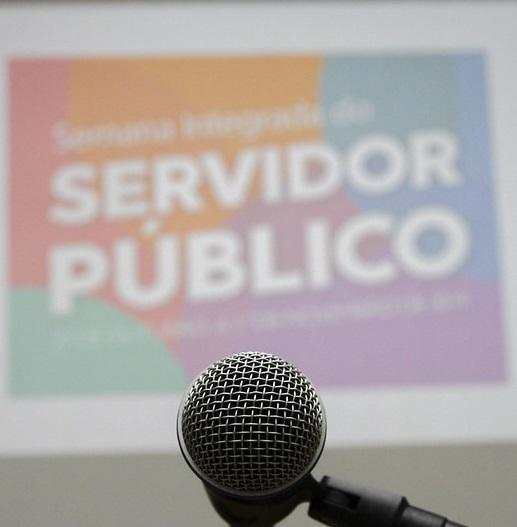 Semana Integrada do
SERVIDOR
PÚBLICO